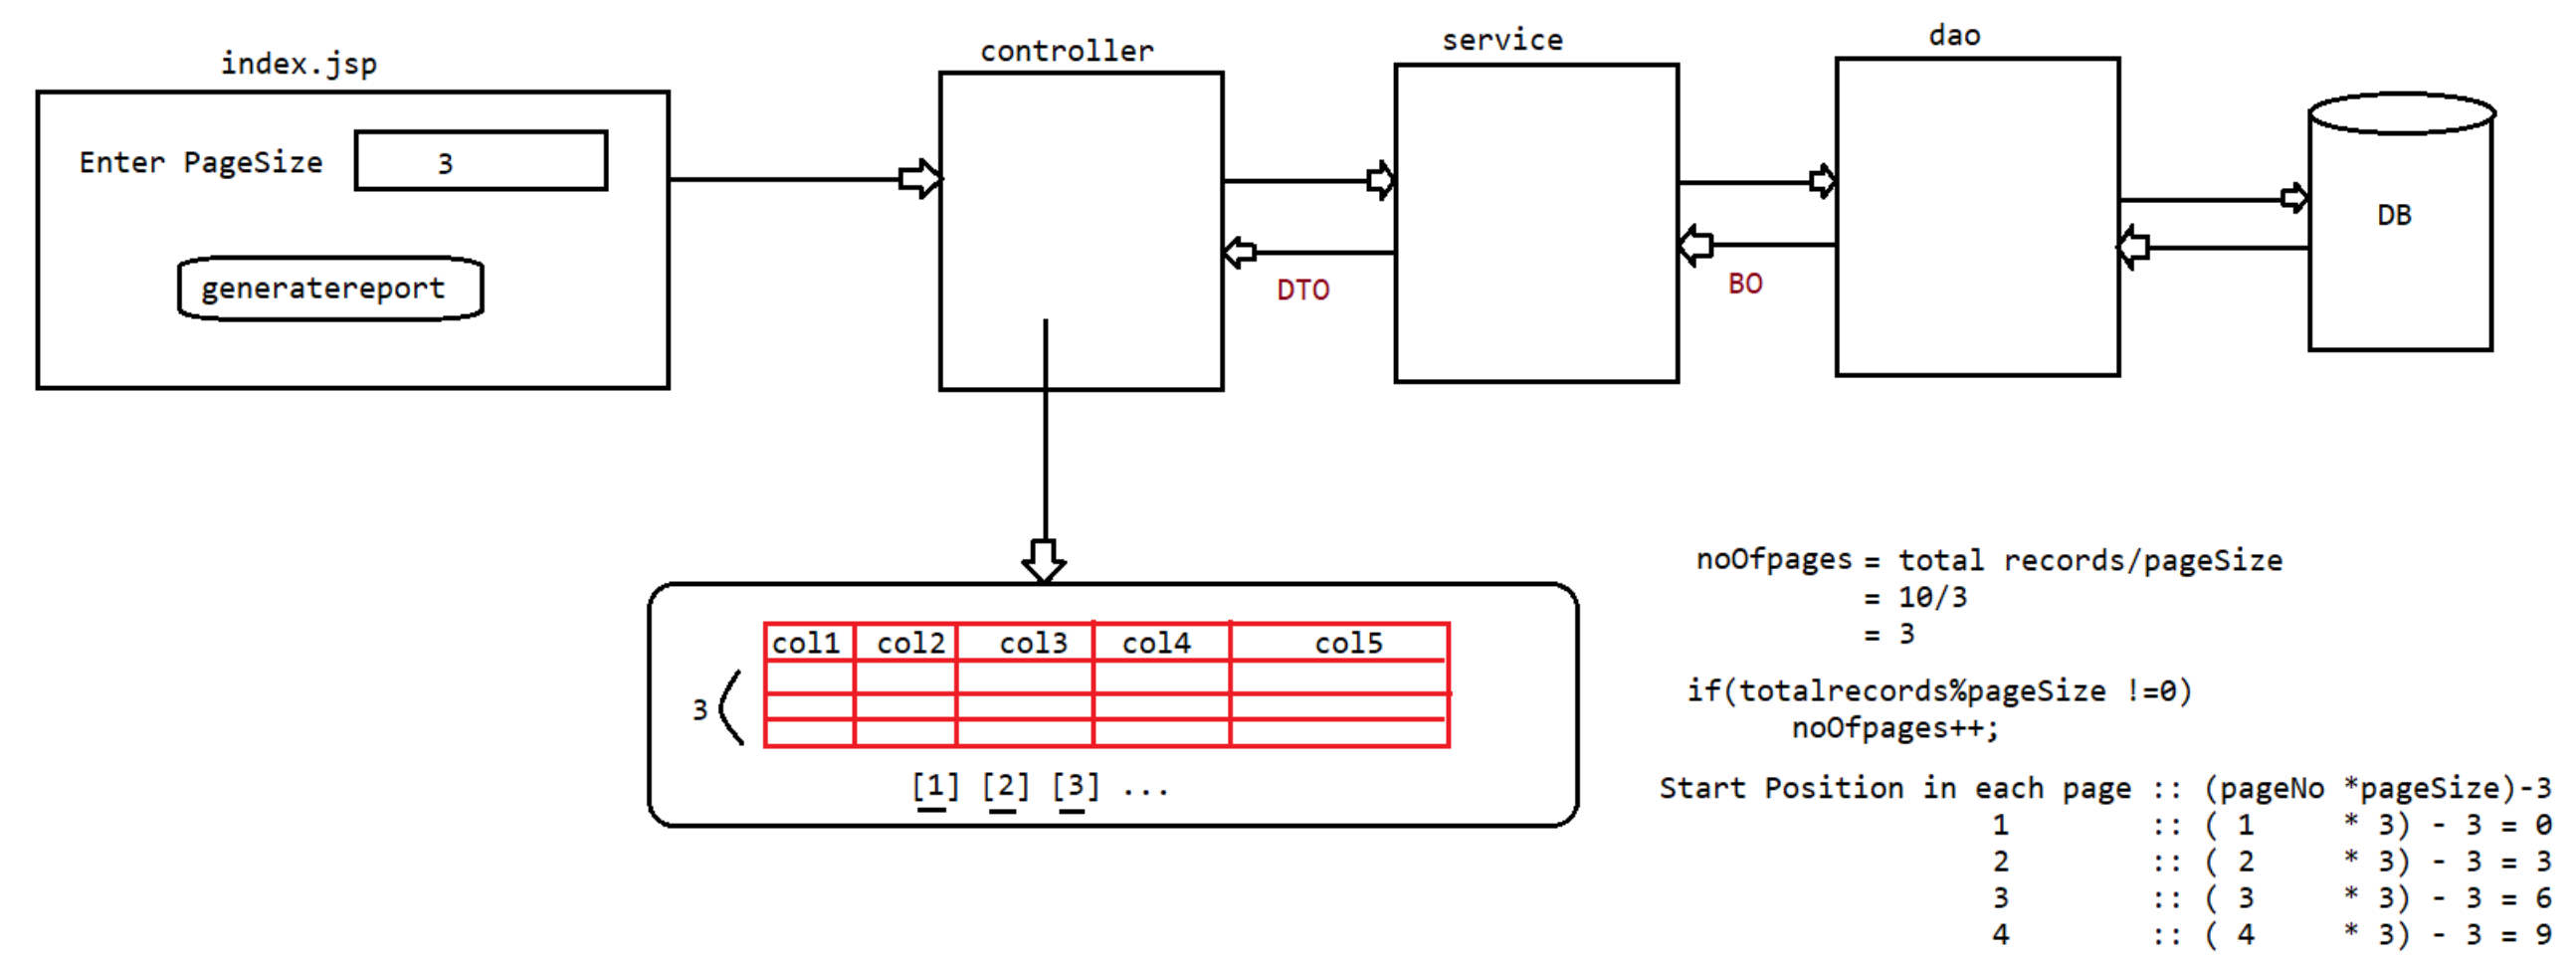 index.jsp
Enter PageSize 3
generatereport
controller
service
dao
DB
DTO
BO
col1 col2 col3 col4 col5
3
[1] [2] [3] ...
noOfpages = total records/pageSize
= 10/3
= 3
if(totalrecords%pageSize !=0)
noOfpages++;
Start Position in each page :: (pageNo *pageSize)-3
1 :: ( 1 * 3) - 3 = 0
2 :: ( 2 * 3) - 3 = 3
3 :: ( 3 * 3) - 3 = 6
4 :: ( 4 * 3) - 3 = 9